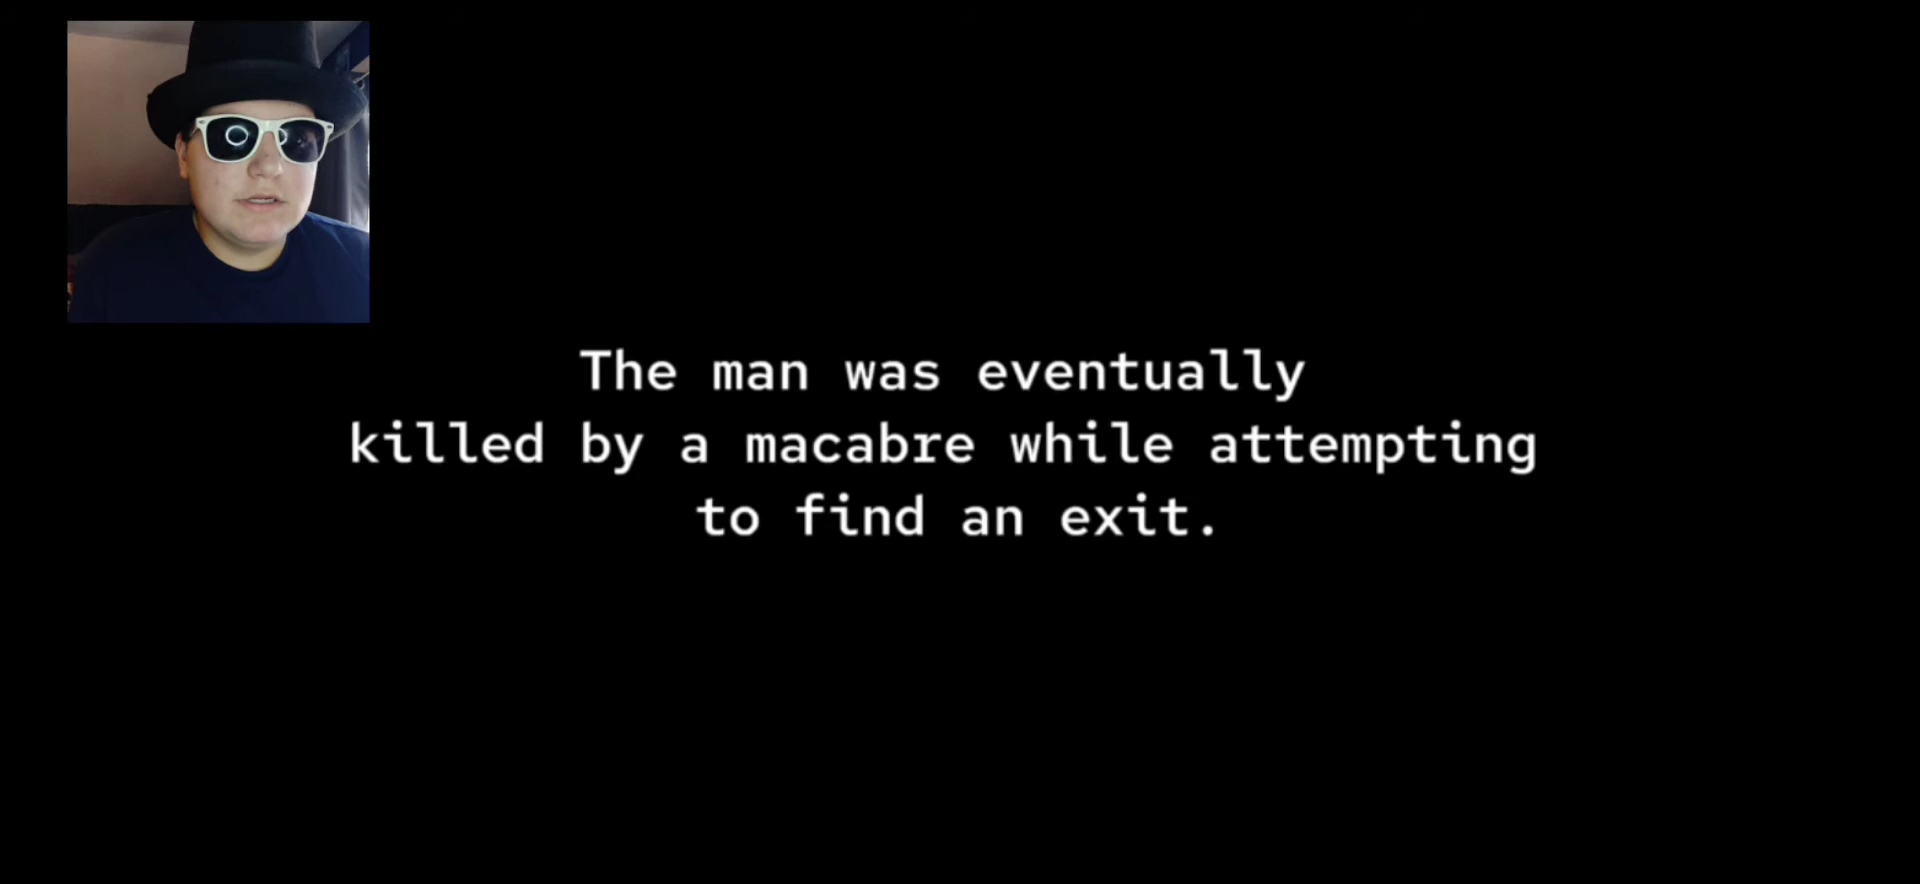 The man was eventually
killed by a macabre while attempting
to find an exit.